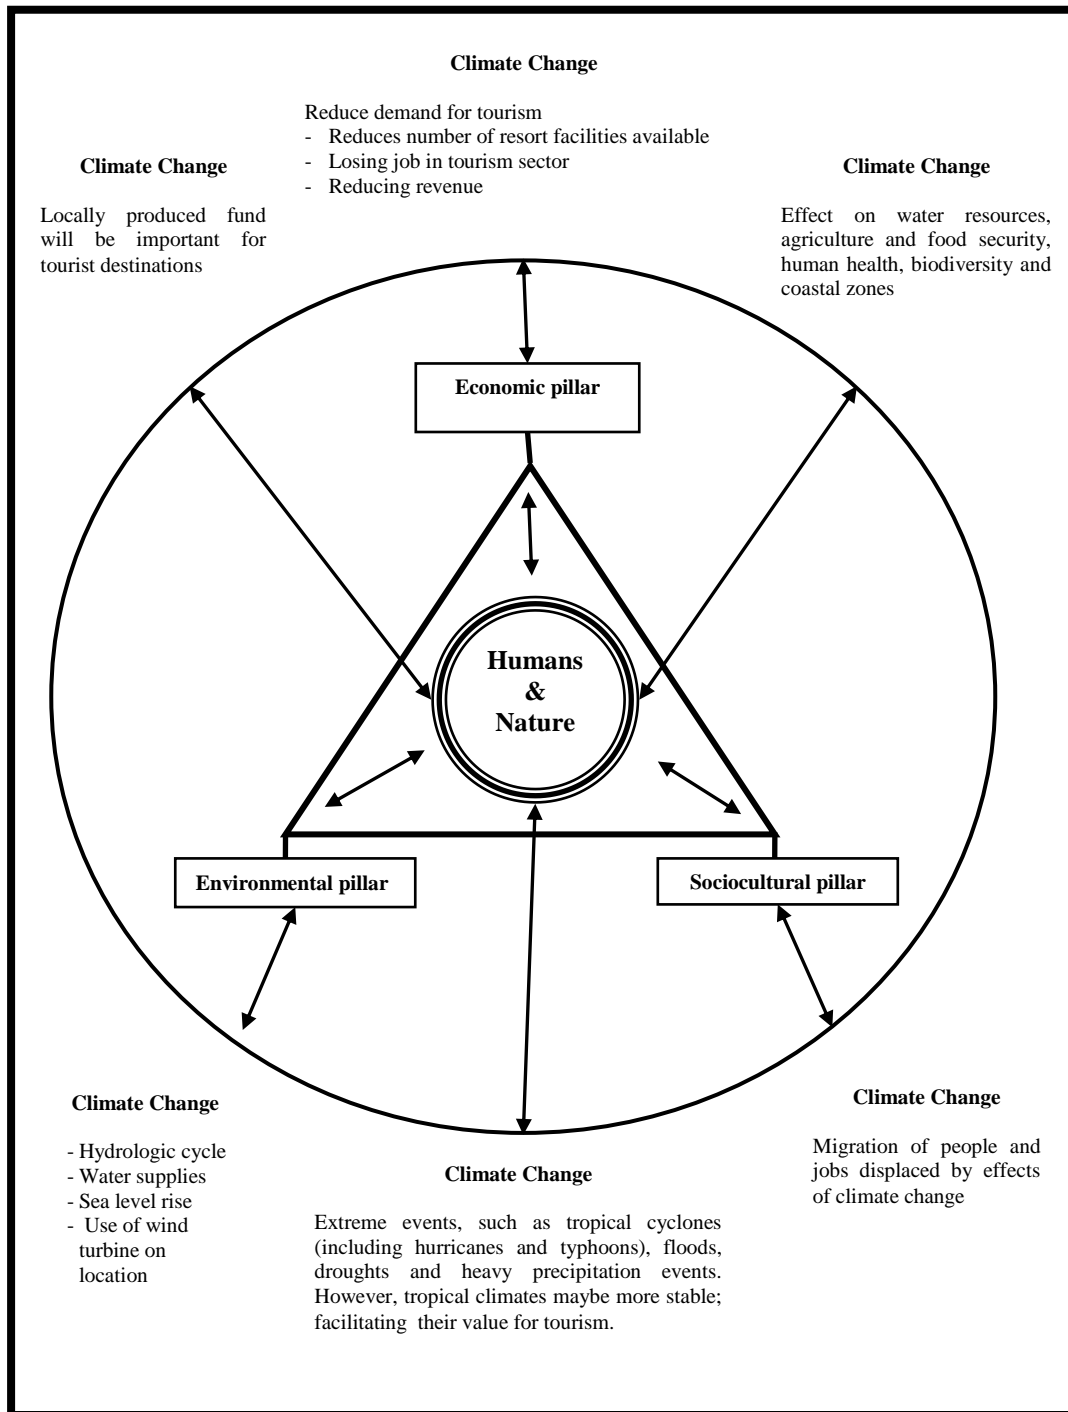 Climate Change
Reduce demand for tourism
- Reduces number of resort facilities available
- Losing job in tourism sector
- Reducing revenue
Climate Change
Locally produced fund
will be important for
tourist destinations
Climate Change
Effect on water resources,
agriculture and food security,
human health, biodiversity and
coastal zones
Economic pillar
Humans
&
Nature
Environmental pillar
Sociocultural pillar
Climate Change
- Hydrologic cycle
- Water supplies
- Sea level rise
- Use of wind
turbine on
location
Climate Change
Extreme events, such as tropical cyclones
(including hurricanes and typhoons), floods,
droughts and heavy precipitation events.
However, tropical climates maybe more stable;
facilitating their value for tourism.
Climate Change
Migration of people and
jobs displaced by effects
of climate change